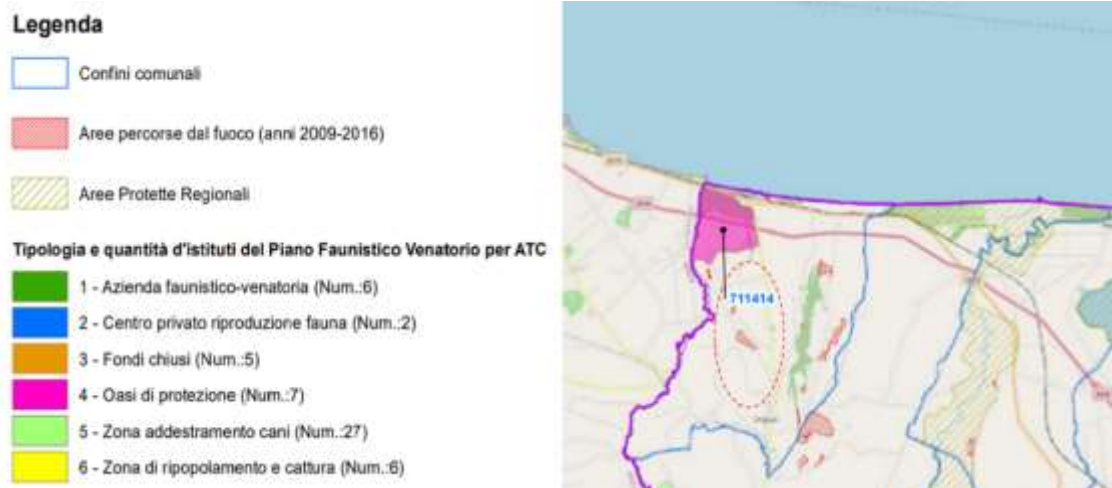 Legenda
Confini comunali
Aree percorse dal fuoco (anni 2009-2016)
Aree Protette Regionali
Tipologia e quantità d'istituti del Piano Faunistico Venatorio per ATC
1 - Azienda faunistico-venatoria (Num.:6)
2 - Centro privato riproduzione fauna (Num.:2)
3 - Fondi chiusi (Num.:5)
4 - Oasi di protezione (Num.:7)
5 - Zona addestramento cani (Num.:27)
6 - Zona di ripopolamento e cattura (Num.:6)
711414